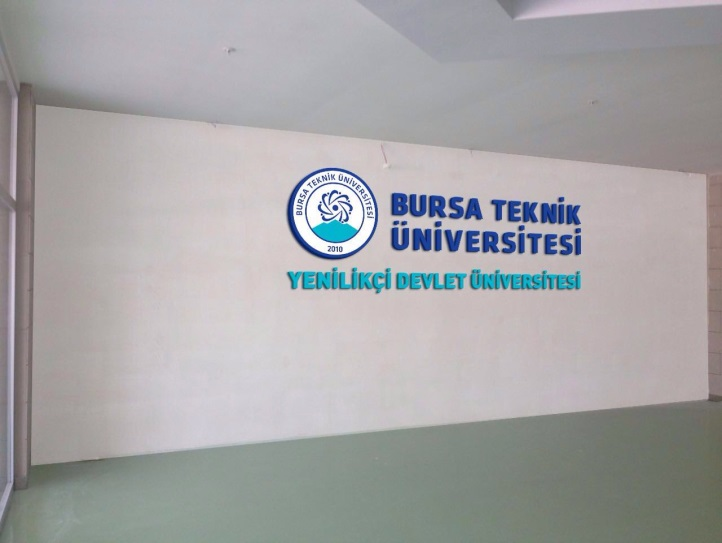 BURSA TEKNİK ÜNİVERSİTESİ
2010
BURSA TEKNİK
ÜNİVERSİTESİ
YENİLİKÇİ DEVLET ÜNİVERSİTESİ